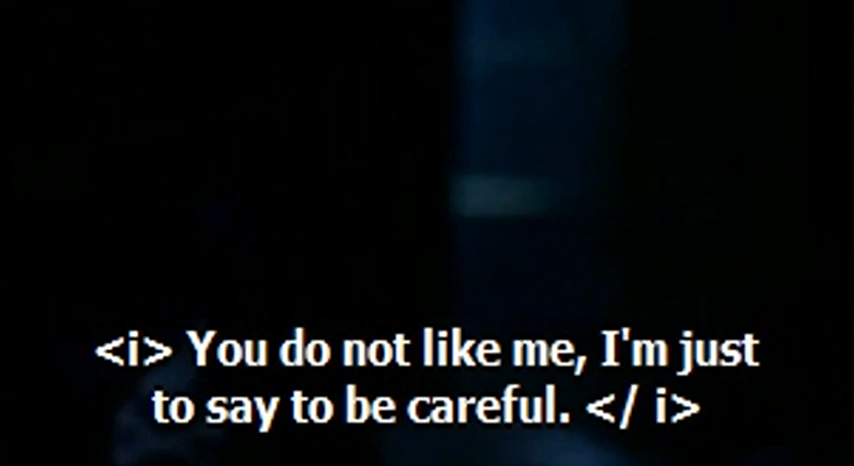 <i> You do not like me, I'm just
to say to be careful. </ i>